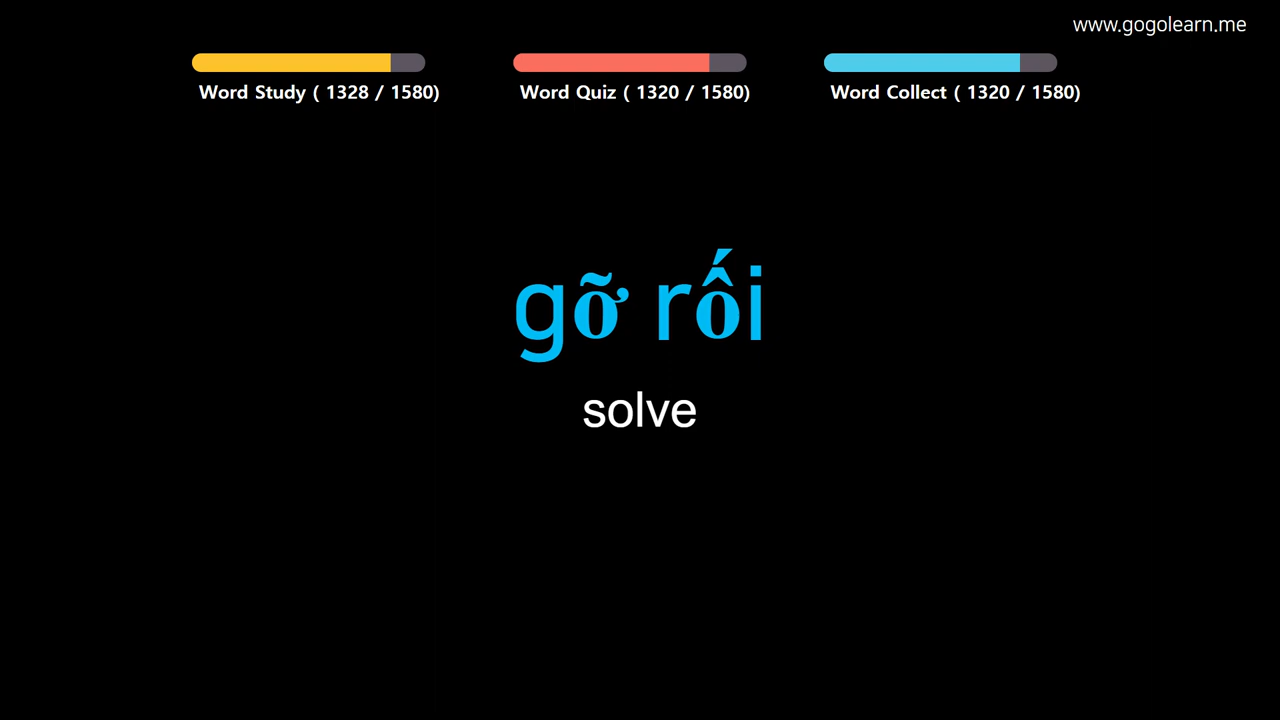 www.gogolearn.me
Word Study ( 1328 / 1580)
Word Quiz ( 1320 / 1580)
Word Collect ( 1320 / 1580)
gỡ rối
solve